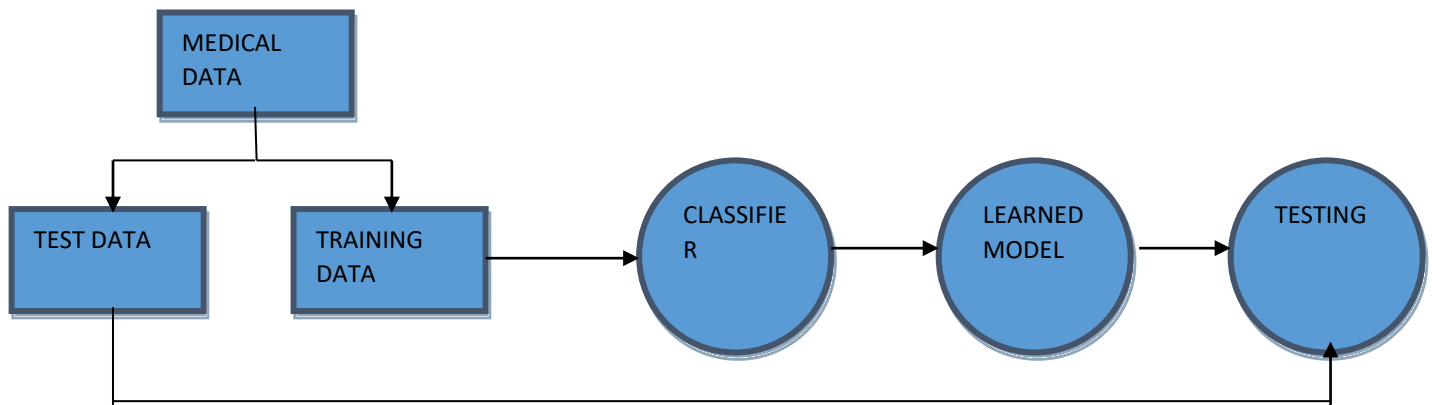 MEDICAL
DATA
TEST DATA
TRAINING
DATA
CLASSIFIE
R
LEARNED
MODEL
TESTING